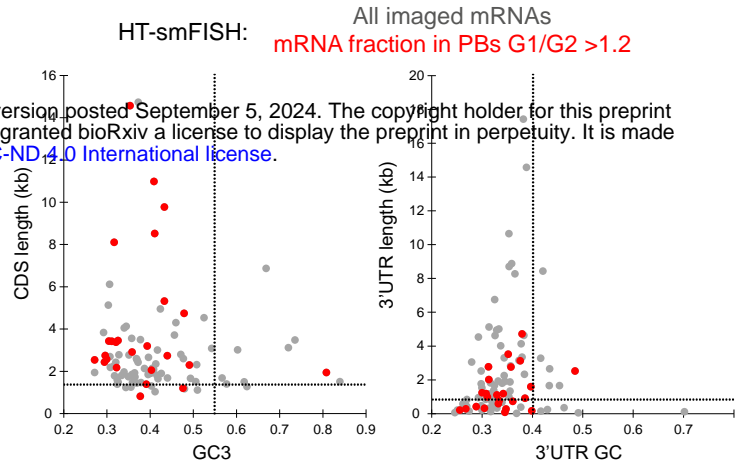 All imaged mRNAs
HT-smFISH:
mRNA fraction in PBs G1/G2 >1.2
version posted September 5, 2024. The copyright holder for this preprint
granted bioRxiv a license to display the preprint in perpetuity. It is made
C-ND 4.0 International license.
CDS length (kb)
16
14
12
10
8
6
4
2
0
0.2 0.3 0.4 0.5 0.6 0.7 0.8 0.9
GC3
3'UTR length (kb)
20
18
16
14
12
10
8
6
4
2
0
0.2 0.3 0.4 0.5 0.6 0.7
3'UTR GC